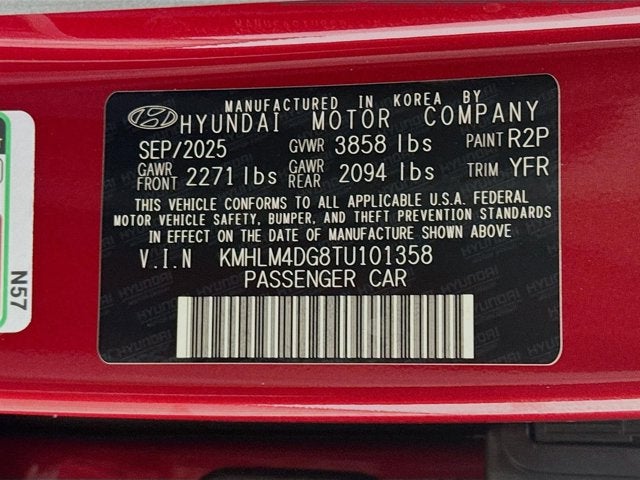 MANUFACTURED IN KOREA BY
HYUNDAI MOTOR COMPANY
SEP/2025 GVWR 3858 lbs PAINT R2P
GAWR FRONT 2271 lbs GAWR REAR 2094 lbs TRIM YFR
THIS VEHICLE CONFORMS TO ALL APPLICABLE U.S.A. FEDERAL
MOTOR VEHICLE SAFETY, BUMPER, AND THEFT PREVENTION STANDARDS
IN EFFECT ON THE DATE OF MANUFACTURE SHOWN ABOVE
V.I.N KMHLM4DG8TU101358
PASSENGER CAR
N57